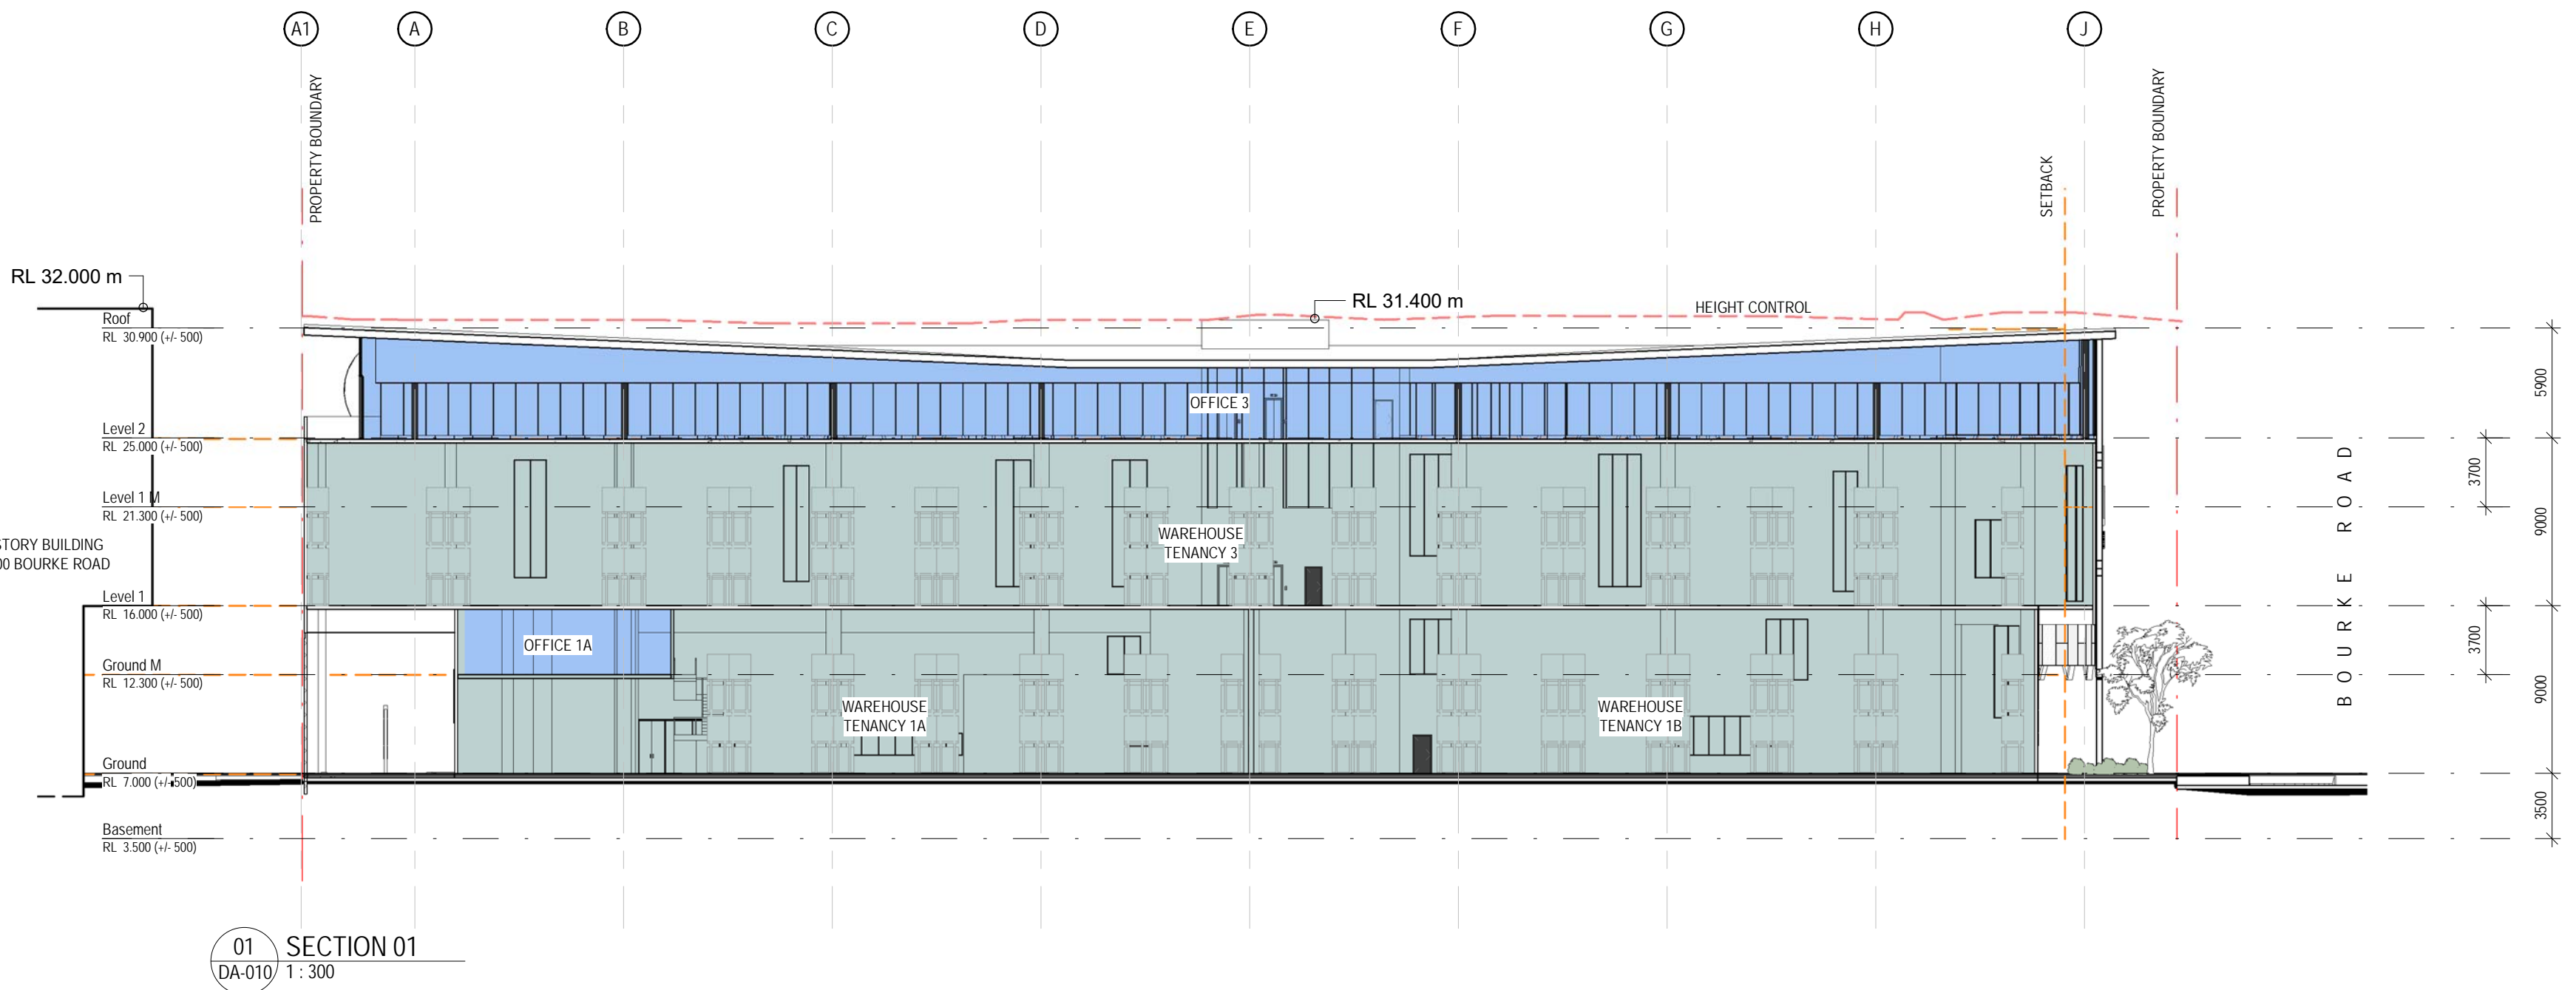 A1 A B C D E F G H J
PROPERTY BOUNDARY
SETBACK
PROPERTY BOUNDARY
RL 32.000 m
RL 31.400 m
HEIGHT CONTROL
Roof
RL 30.900 (+/- 500)
OFFICE 3
5900
Level 2
RL 25.000 (+/- 500)
3700
Level 1 M
RL 21.300 (+/- 500)
9000
WAREHOUSE
TENANCY 3
STORY BUILDING
00 BOURKE ROAD
Level 1
RL 16.000 (+/- 500)
OFFICE 1A
3700
Ground M
RL 12.300 (+/- 500)
9000
WAREHOUSE
TENANCY 1A
WAREHOUSE
TENANCY 1B
BOURKE ROAD
Ground
RL 7.000 (+/- 500)
3500
Basement
RL 3.500 (+/- 500)
01 SECTION 01
DA-010 1 : 300